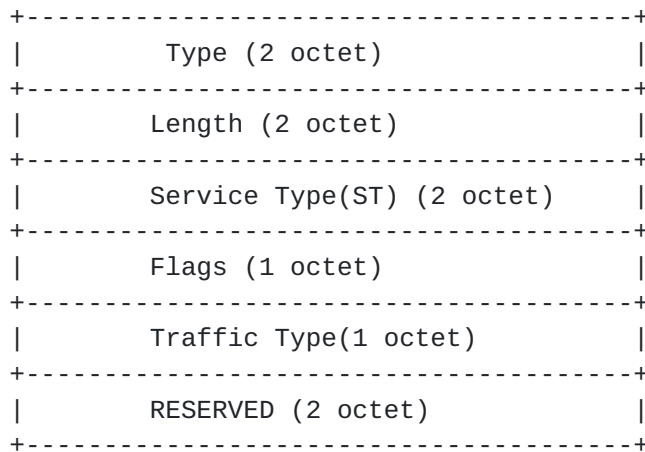 Type (2 octet)
Length (2 octet)
Service Type(ST) (2 octet)
Flags (1 octet)
Traffic Type(1 octet)
RESERVED (2 octet)